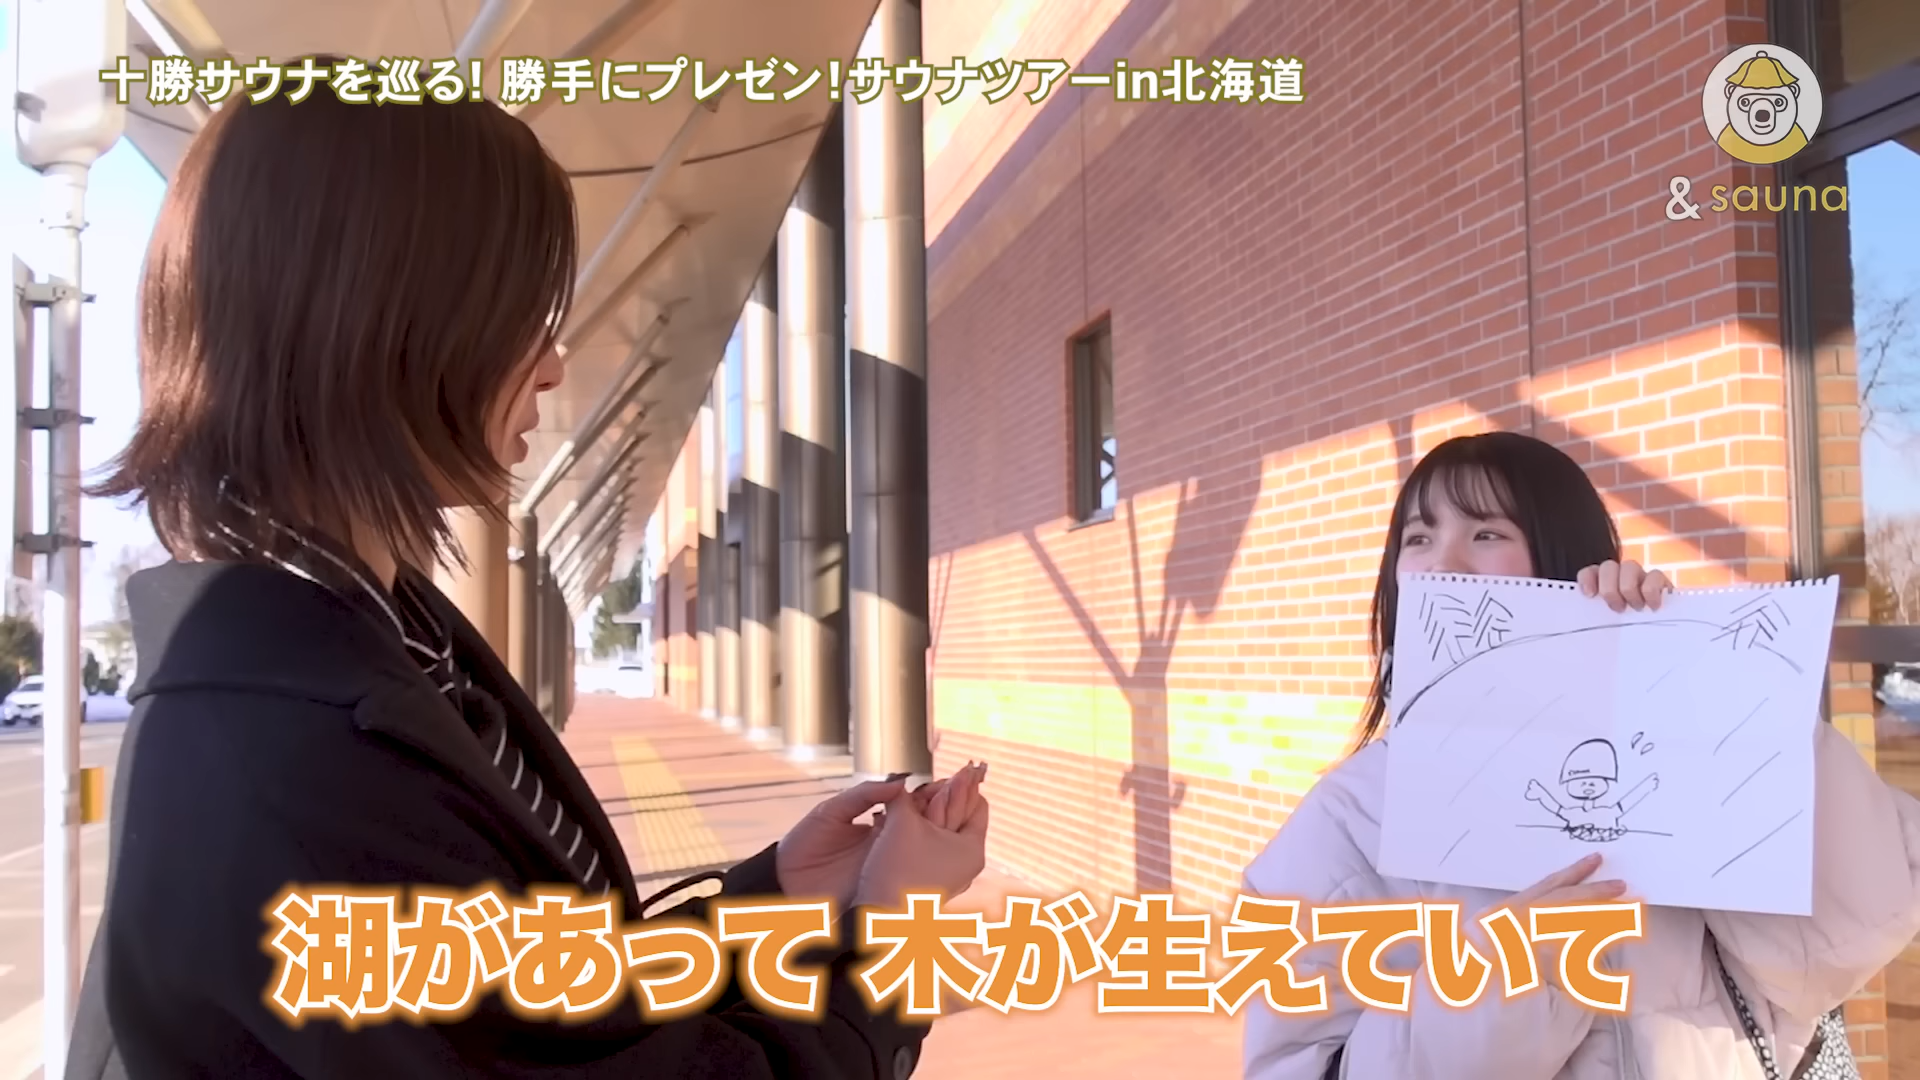 十勝サウナを巡る!勝手にプレゼン!サウナツアーin北海道
& sauna
湖があって 木が生えていて